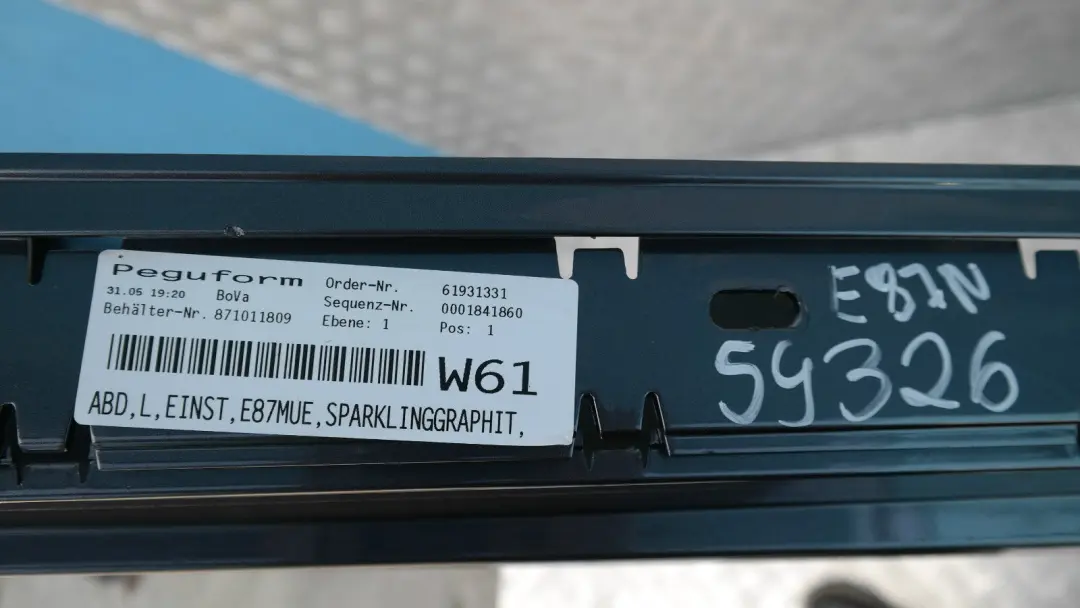 Peguform
31.05 19:20 BoVa
Behälter-Nr. 871011809
Order-Nr. 61931331
Sequenz-Nr. 0001841860
Ebene: 1 Pos: 1
W61
ABD,L,EINST,E87MUE,SPARKLINGGRAPHIT,
E87N
59326